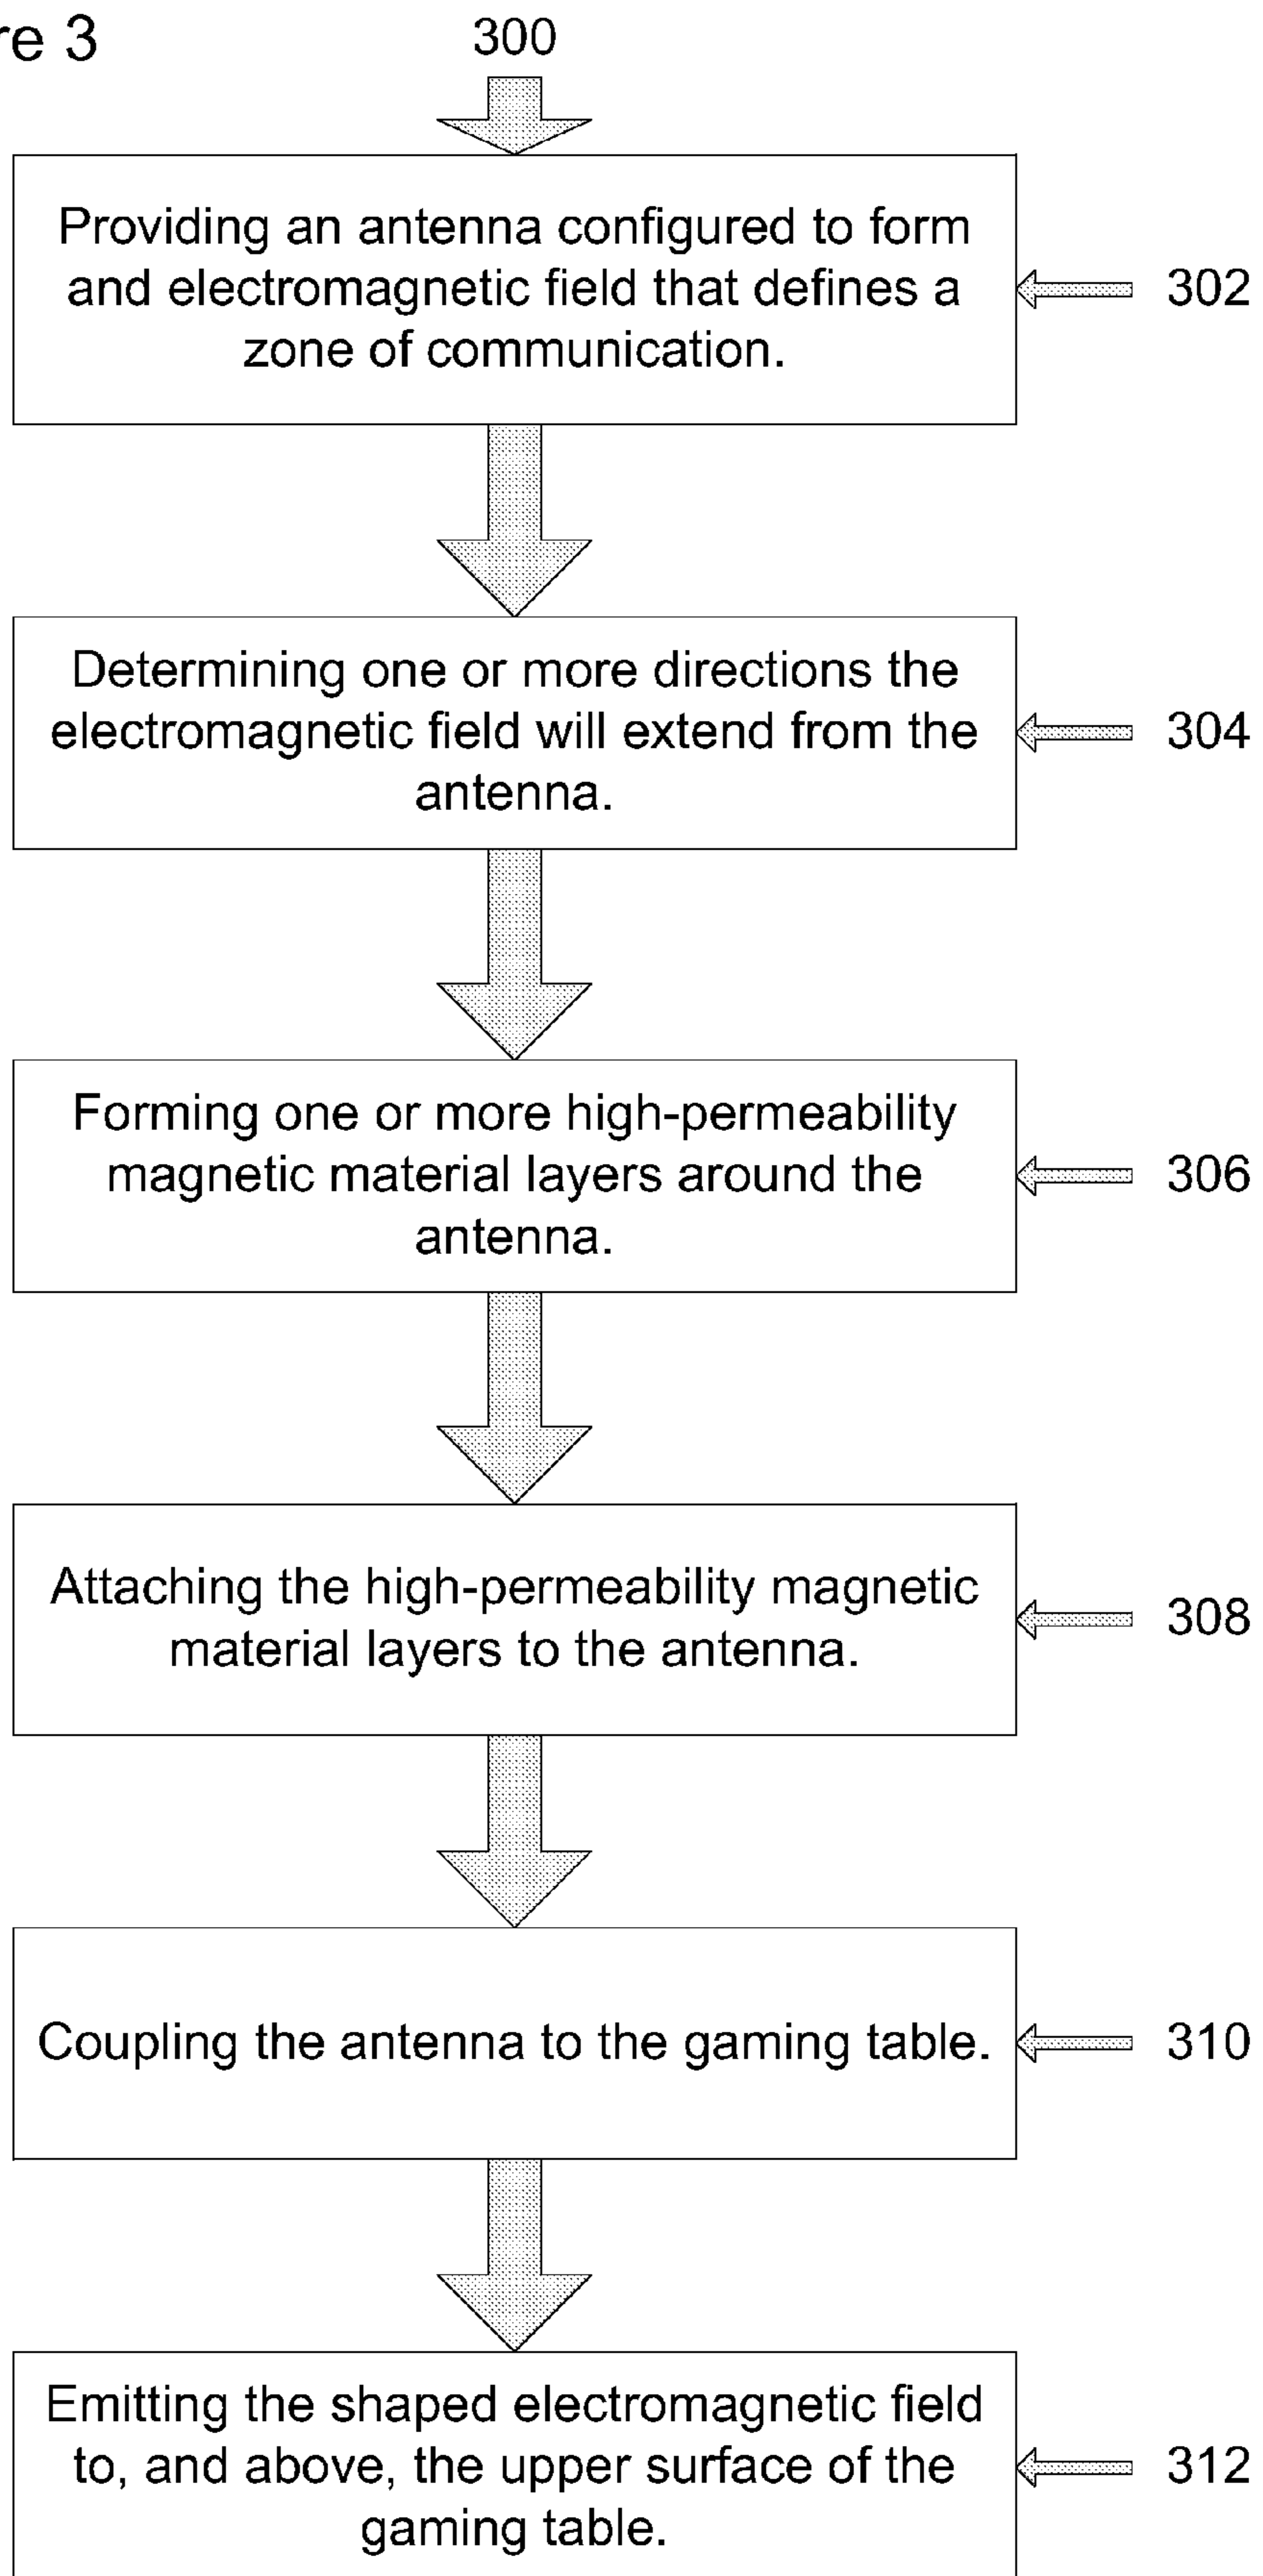 re 3
300
Providing an antenna configured to form
and electromagnetic field that defines a
zone of communication.
302
Determining one or more directions the
electromagnetic field will extend from the
antenna.
304
Forming one or more high-permeability
magnetic material layers around the
antenna.
306
Attaching the high-permeability magnetic
material layers to the antenna.
308
Coupling the antenna to the gaming table.
310
Emitting the shaped electromagnetic field
to, and above, the upper surface of the
gaming table.
312